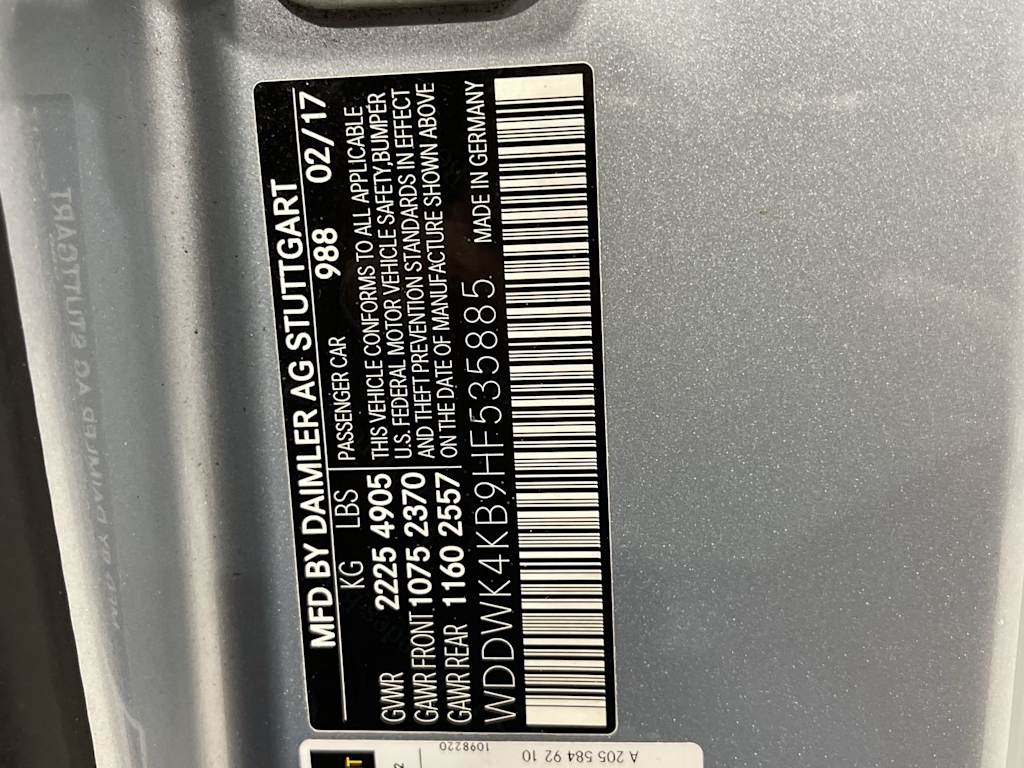 MFD BY DAIMLER AG STUTTGART
988 02/17
KG LBS PASSENGER CAR
GVWR 2225 4905
GAWR FRONT 1075 2370
GAWR REAR 1160 2557
THIS VEHICLE CONFORMS TO ALL APPLICABLE
U.S. FEDERAL MOTOR VEHICLE SAFETY,BUMPER
AND THEFT PREVENTION STANDARDS IN EFFECT
ON THE DATE OF MANUFACTURE SHOWN ABOVE
WDDWK4KB9HF535885 MADE IN GERMANY
A 205 584 92 10
1098220